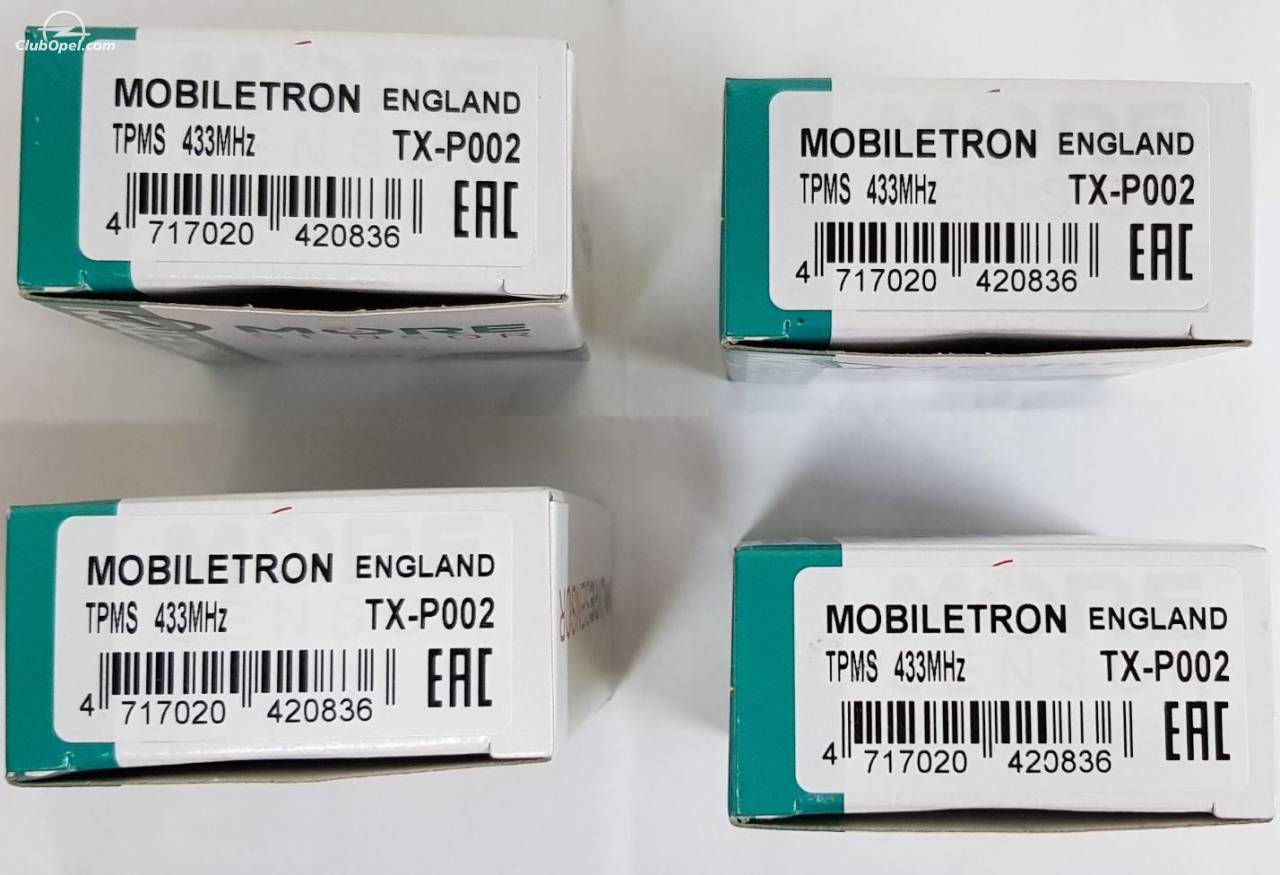 ClubOpel.com
MOBILETRON ENGLAND
TPMS 433MHz TX-P002
4 717020 420836 EAC
MORE
SENSOR
MOBILETRON ENGLAND
TPMS 433MHz TX-P002
4 717020 420836 EAC
MOBILETRON ENGLAND
TPMS 433MHz TX-P002
4 717020 420836 EAC
MOBILETRON ENGLAND
TPMS 433MHz TX-P002
4 717020 420836 EAC